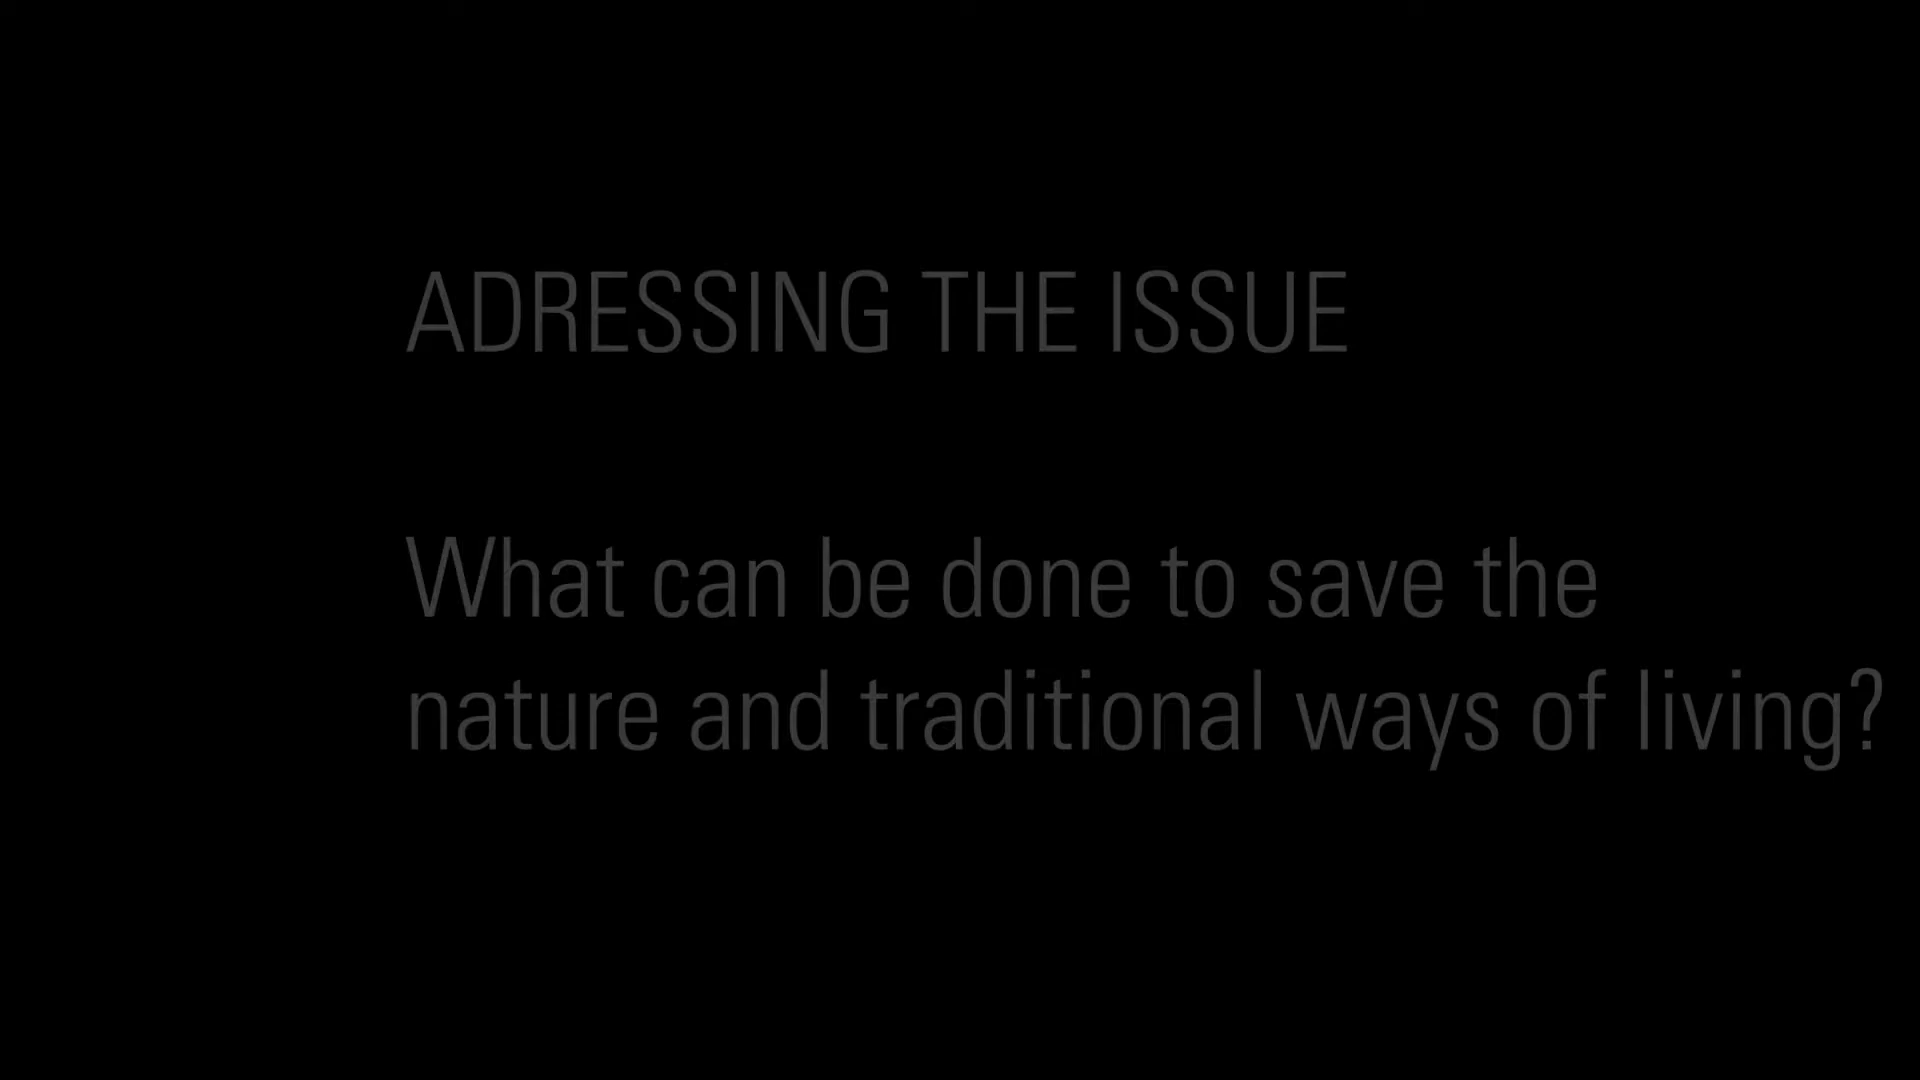 ADRESSING THE ISSUE
What can be done to save the
nature and traditional ways of living?